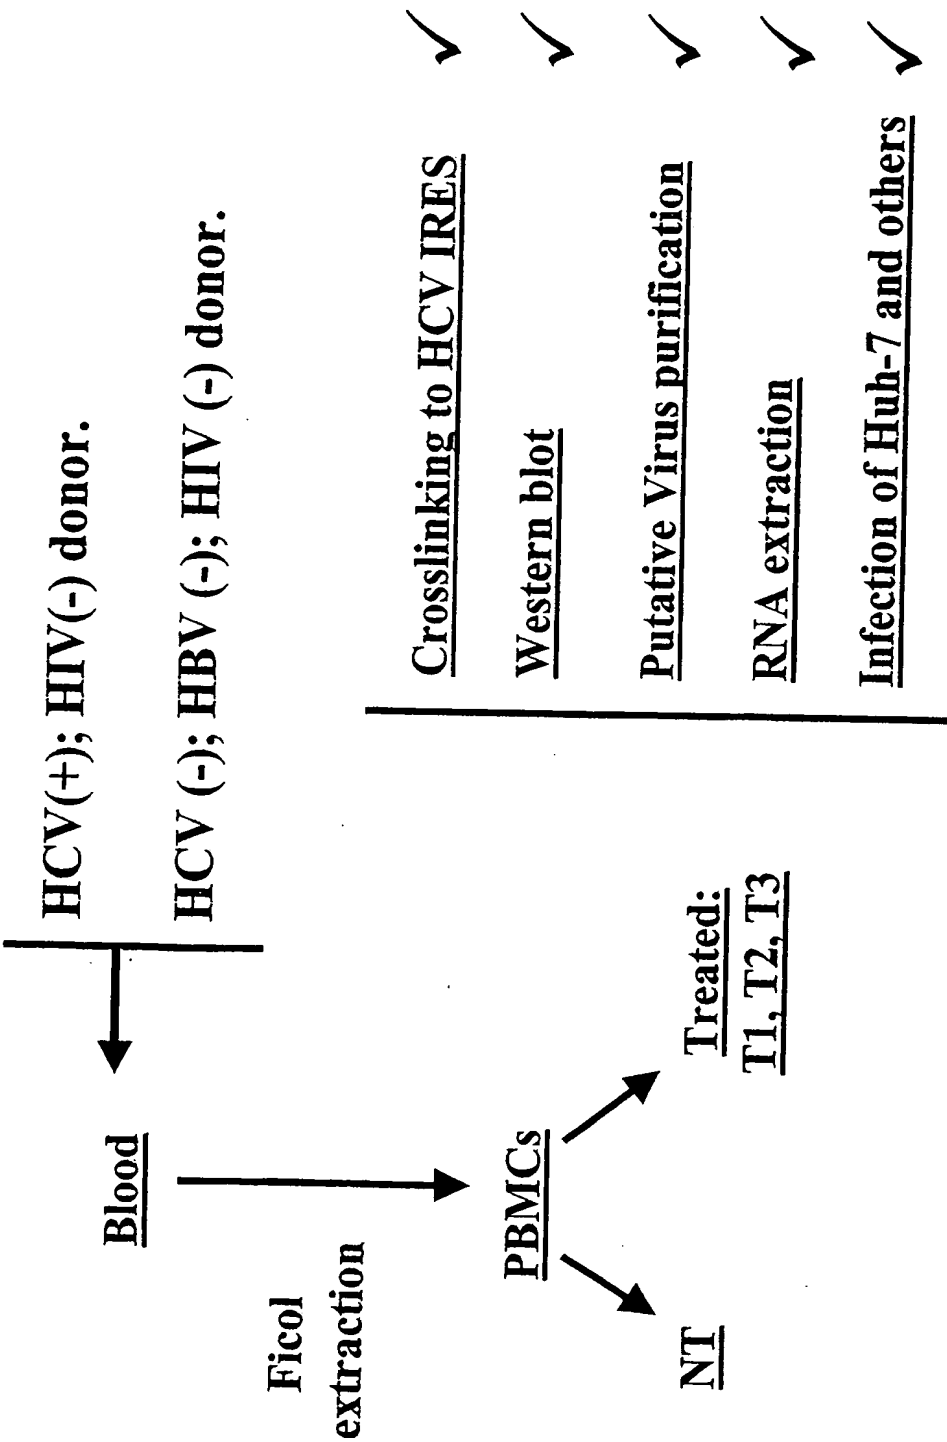 HCV(+); HIV(-) donor.
HCV (-); HBV (-); HIV (-) donor.
Blood
Ficol
extraction
PBMCs
NT
Treated:
T1, T2, T3
Crosslinking to HCV IRES
Western blot
Putative Virus purification
RNA extraction
Infection of Huh-7 and others